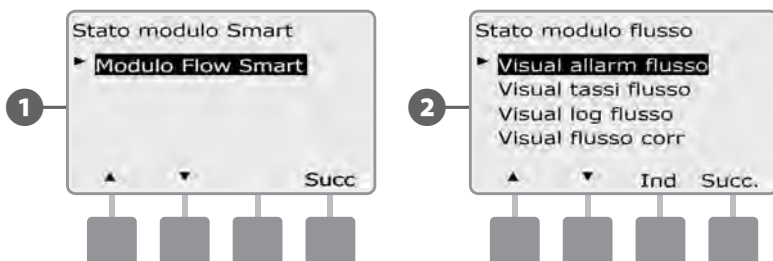 1
Stato modulo Smart
► Modulo Flow Smart
▲ ▼ Succ
2
Stato modulo flusso
► Visual allarm flusso
Visual tassi flusso
Visual log flusso
Visual flusso corr
▲ ▼ Ind Succ.